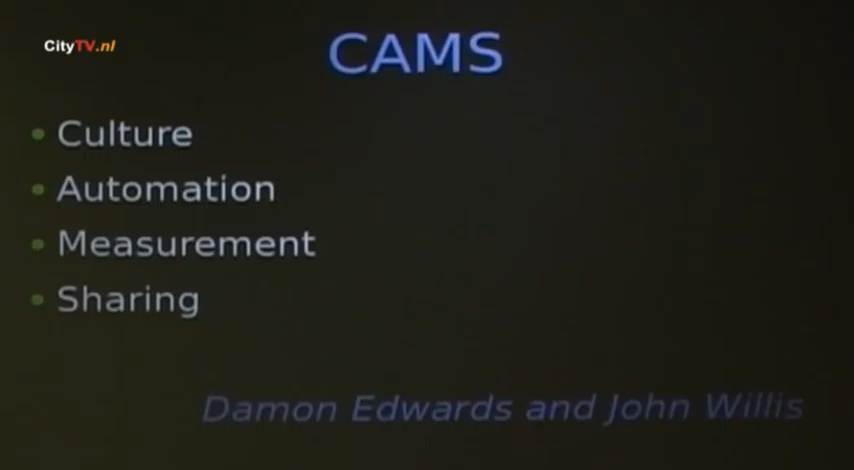 CityTV.nl
CAMS
• Culture
• Automation
• Measurement
• Sharing
Damon Edwards and John Willis